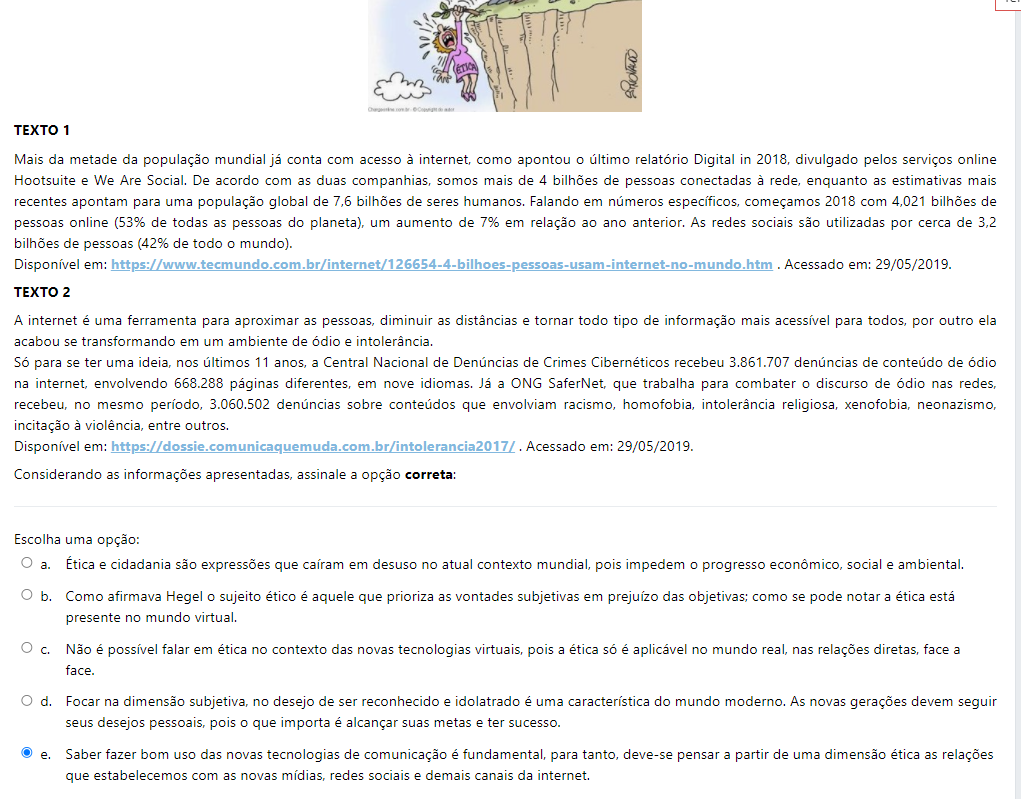 ÉTICA
Chargeonline.com.br - © Copyright do autor
TEXTO 1
Mais da metade da população mundial já conta com acesso à internet, como apontou o último relatório Digital in 2018, divulgado pelos serviços online
Hootsuite e We Are Social. De acordo com as duas companhias, somos mais de 4 bilhões de pessoas conectadas à rede, enquanto as estimativas mais
recentes apontam para uma população global de 7,6 bilhões de seres humanos. Falando em números específicos, começamos 2018 com 4,021 bilhões de
pessoas online (53% de todas as pessoas do planeta), um aumento de 7% em relação ao ano anterior. As redes sociais são utilizadas por cerca de 3,2
bilhões de pessoas (42% de todo o mundo).
Disponível em: https://www.tecmundo.com.br/internet/126654-4-bilhoes-pessoas-usam-internet-no-mundo.htm . Acessado em: 29/05/2019.
TEXTO 2
A internet é uma ferramenta para aproximar as pessoas, diminuir as distâncias e tornar todo tipo de informação mais acessível para todos, por outro ela
acabou se transformando em um ambiente de ódio e intolerância.
Só para se ter uma ideia, nos últimos 11 anos, a Central Nacional de Denúncias de Crimes Cibernéticos recebeu 3.861.707 denúncias de conteúdo de ódio
na internet, envolvendo 668.288 páginas diferentes, em nove idiomas. Já a ONG SaferNet, que trabalha para combater o discurso de ódio nas redes,
recebeu, no mesmo período, 3.060.502 denúncias sobre conteúdos que envolviam racismo, homofobia, intolerância religiosa, xenofobia, neonazismo,
incitação à violência, entre outros.
Disponível em: https://dossie.comunicaquemuda.com.br/intolerancia2017/ . Acessado em: 29/05/2019.
Considerando as informações apresentadas, assinale a opção correta:
Escolha uma opção:
a. Ética e cidadania são expressões que caíram em desuso no atual contexto mundial, pois impedem o progresso econômico, social e ambiental.
b. Como afirmava Hegel o sujeito ético é aquele que prioriza as vontades subjetivas em prejuízo das objetivas; como se pode notar a ética está
presente no mundo virtual.
c. Não é possível falar em ética no contexto das novas tecnologias virtuais, pois a ética só é aplicável no mundo real, nas relações diretas, face a
face.
d. Focar na dimensão subjetiva, no desejo de ser reconhecido e idolatrado é uma característica do mundo moderno. As novas gerações devem seguir
seus desejos pessoais, pois o que importa é alcançar suas metas e ter sucesso.
e. Saber fazer bom uso das novas tecnologias de comunicação é fundamental, para tanto, deve-se pensar a partir de uma dimensão ética as relações
que estabelecemos com as novas mídias, redes sociais e demais canais da internet.